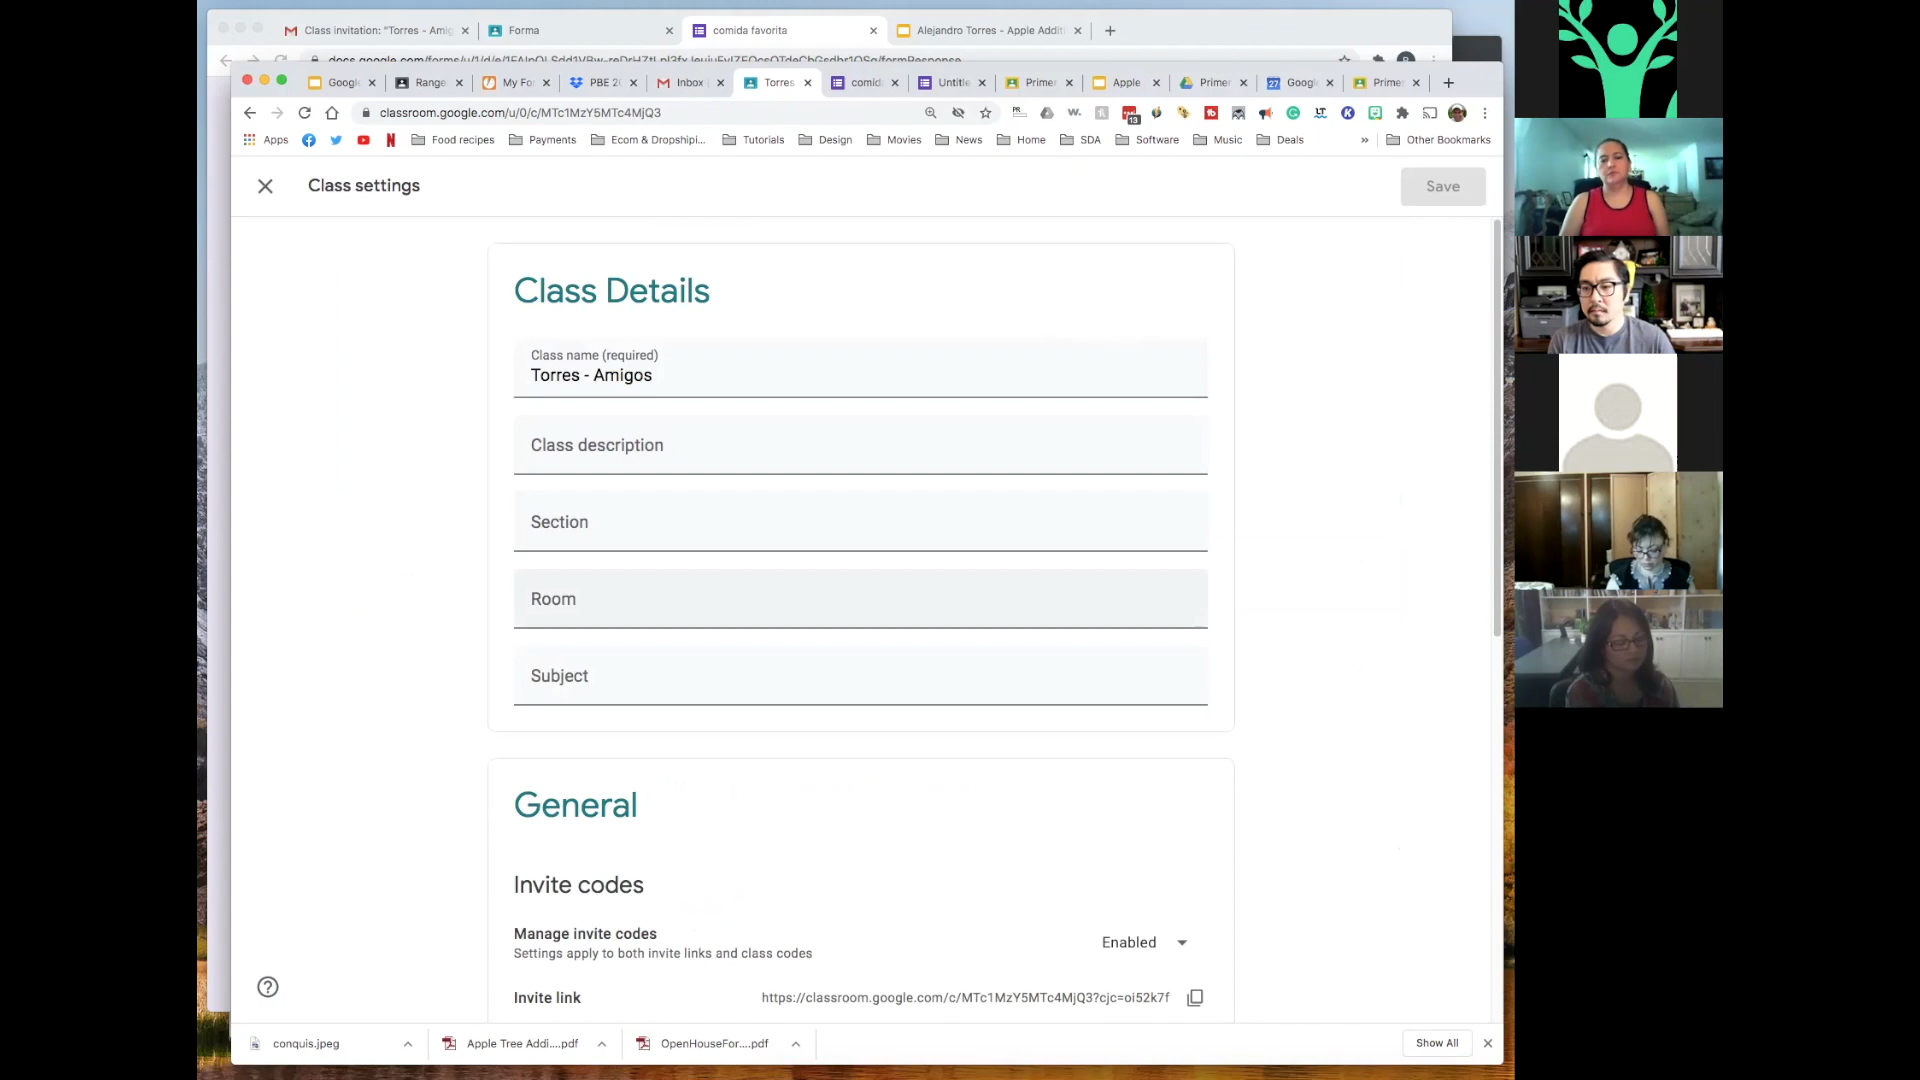 Class invitation: "Torres - Amig
Forma
comida favorita
Alejandro Torres - Apple Additi
Google
Range
My Fo
PBE 20
Inbox
Torres
comid
Untitle
Primer
Apple
Primer
Googl
Primer
classroom.google.com/u/0/c/MTc1MzY5MTc4MjQ3
13
Apps
Food recipes
Payments
Ecom & Dropshipi...
Tutorials
Design
Movies
News
Home
SDA
Software
Music
Deals
»
Other Bookmarks
Class settings
Save
Class Details
Class name (required)
Torres - Amigos
Class description
Section
Room
Subject
General
Invite codes
Manage invite codes
Settings apply to both invite links and class codes
Enabled
Invite link
https://classroom.google.com/c/MTc1MzY5MTc4MjQ3?cjc=oi52k7f
conquis.jpeg
Apple Tree Addi....pdf
OpenHouseFor....pdf
Show All